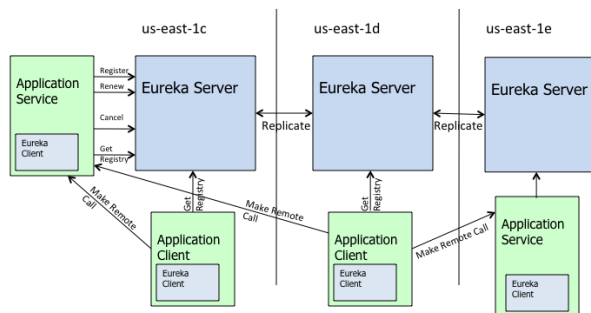 us-east-1c
us-east-1d
us-east-1e
Application
Service
Eureka
Client
Register
Renew
Cancel
Get
Registry
Eureka Server
Replicate
Eureka Server
Replicate
Eureka Server
Get
Registry
Get
Registry
Make Remote
Call
Make Remote
Call
Make Remote Call
Application
Client
Eureka
Client
Application
Client
Eureka
Client
Application
Service
Eureka
Client